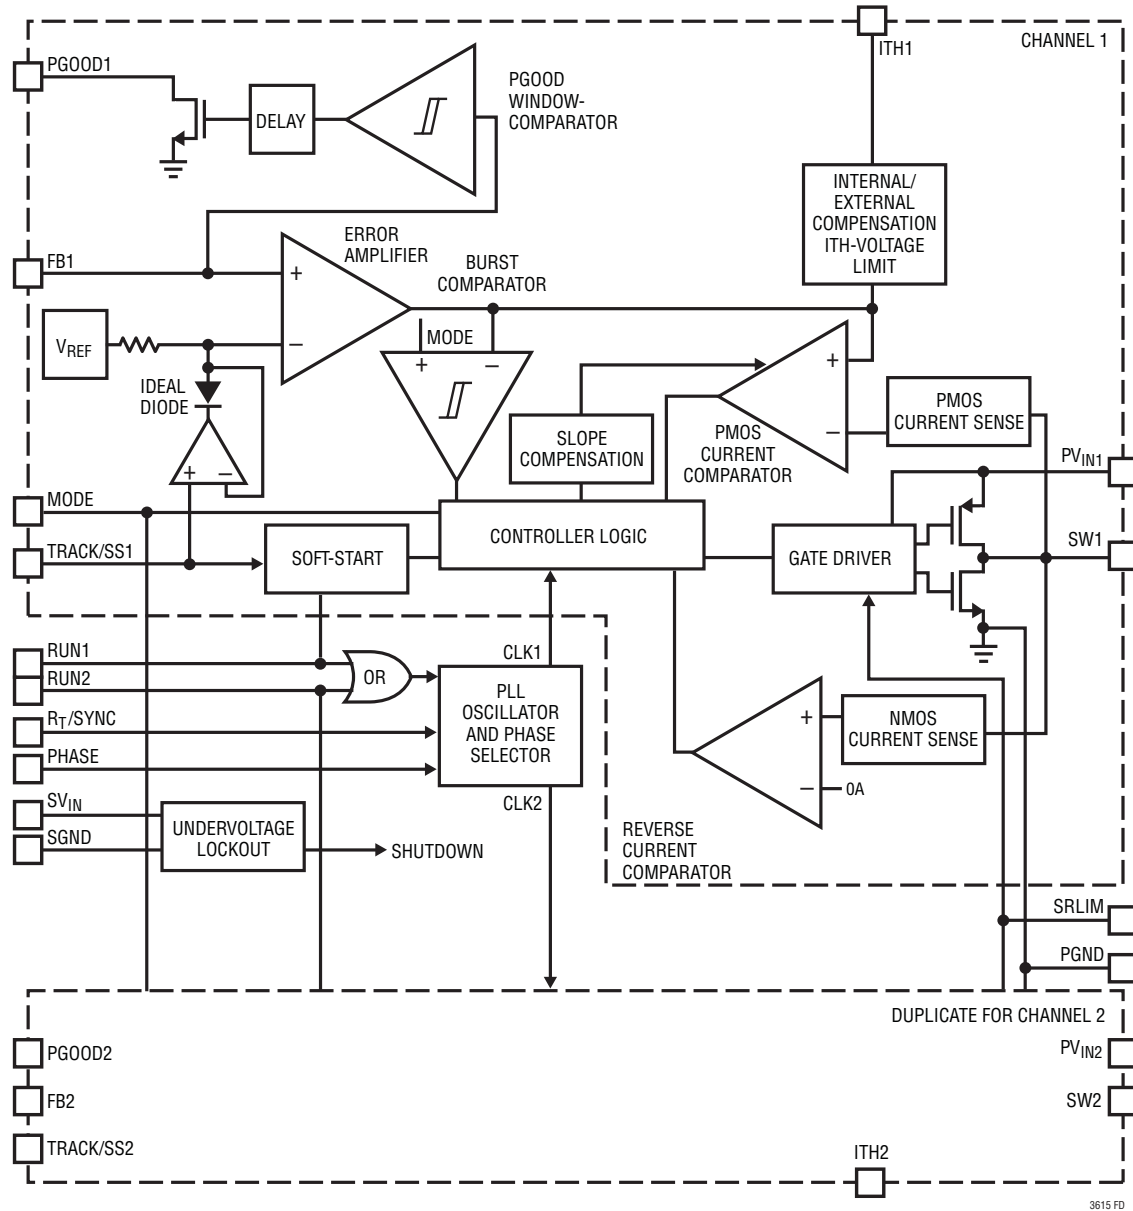 CHANNEL 1
ITH1
PGOOD1
DELAY
PGOOD
WINDOW-
COMPARATOR
INTERNAL/
EXTERNAL
COMPENSATION
ITH-VOLTAGE
LIMIT
FB1
ERROR
AMPLIFIER
+
–
BURST
COMPARATOR
VREF
MODE
+
–
IDEAL
DIODE
+
–
SLOPE
COMPENSATION
+
–
PMOS
CURRENT
COMPARATOR
PMOS
CURRENT SENSE
PVIN1
MODE
CONTROLLER LOGIC
TRACK/SS1
SOFT-START
GATE DRIVER
SW1
RUN1
RUN2
OR
CLK1
PLL
OSCILLATOR
AND PHASE
SELECTOR
CLK2
RT/SYNC
PHASE
+
–
0A
NMOS
CURRENT SENSE
SVIN
SGND
UNDERVOLTAGE
LOCKOUT
SHUTDOWN
REVERSE
CURRENT
COMPARATOR
SRLIM
PGND
DUPLICATE FOR CHANNEL 2
PGOOD2
PVIN2
FB2
SW2
TRACK/SS2
ITH2
3615 FD